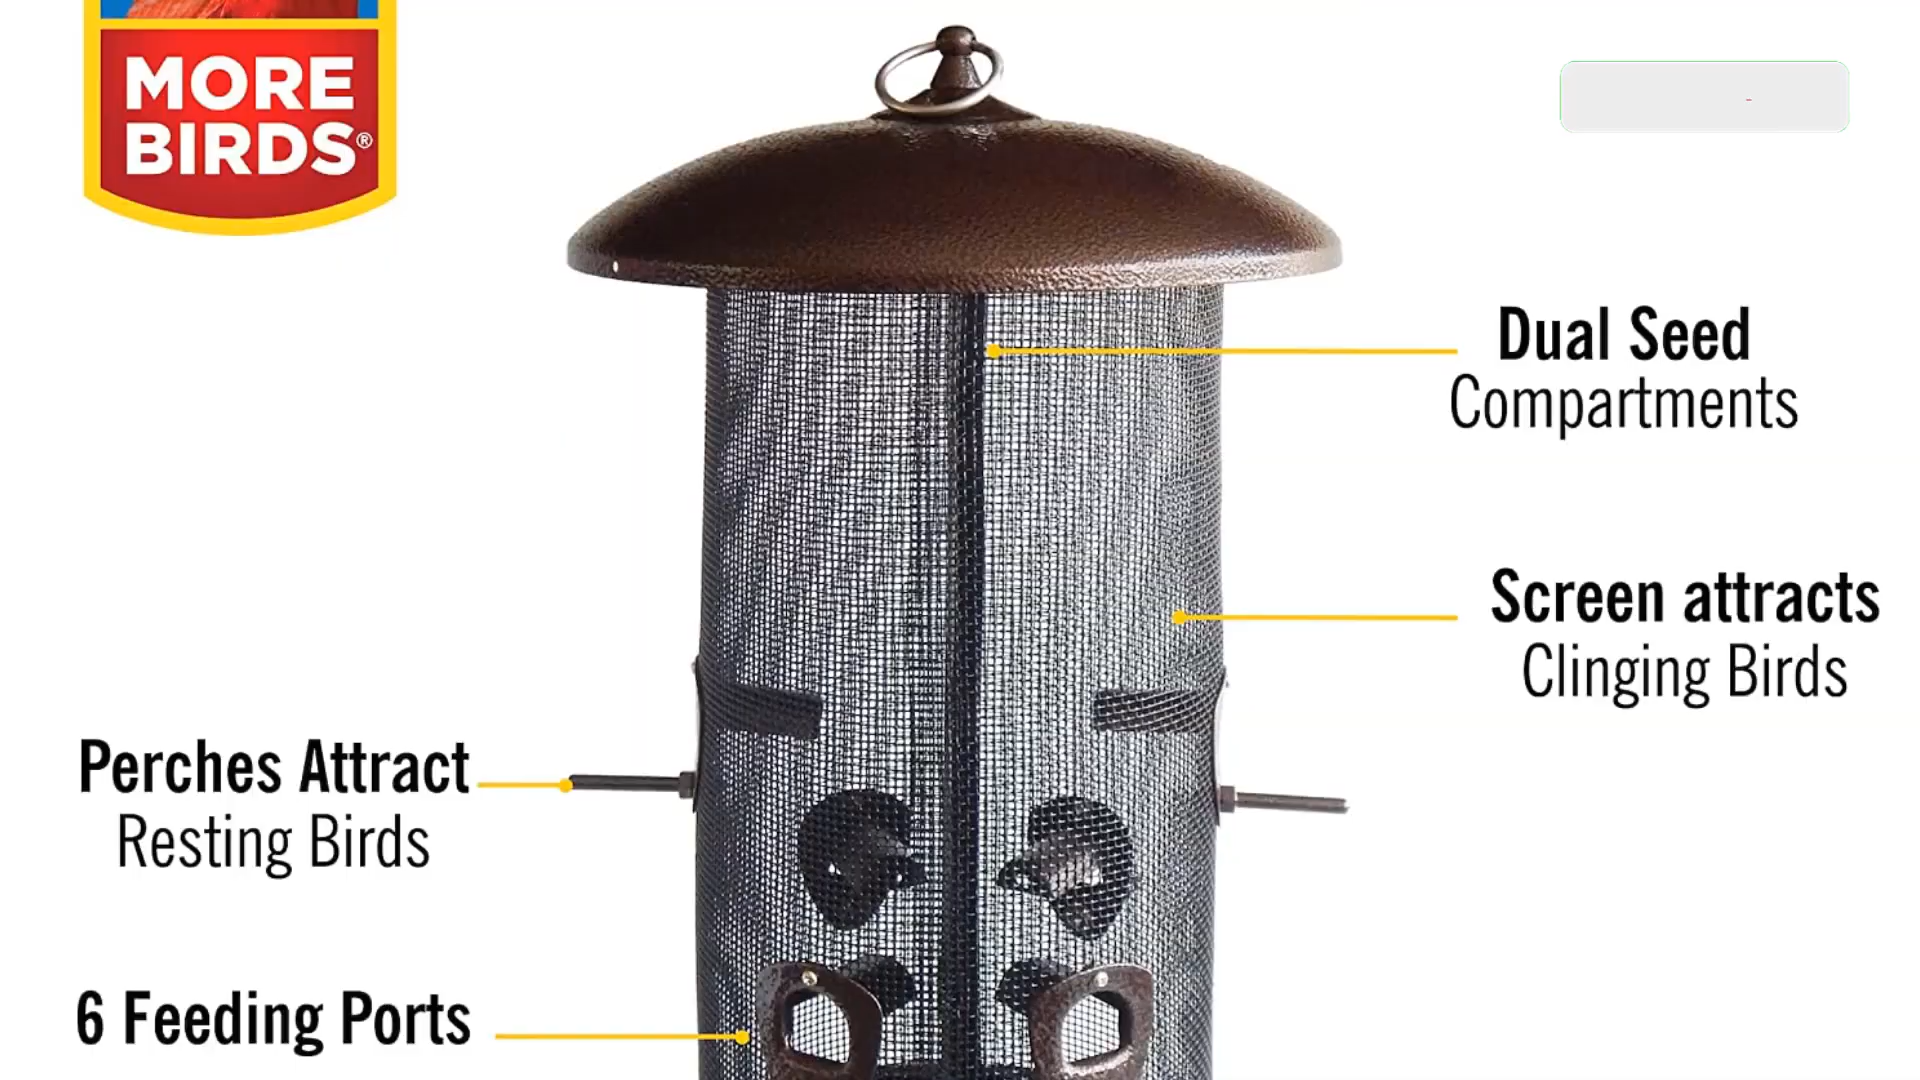 MORE
BIRDS®
Dual Seed
Compartments
Screen attracts
Clinging Birds
Perches Attract
Resting Birds
6 Feeding Ports